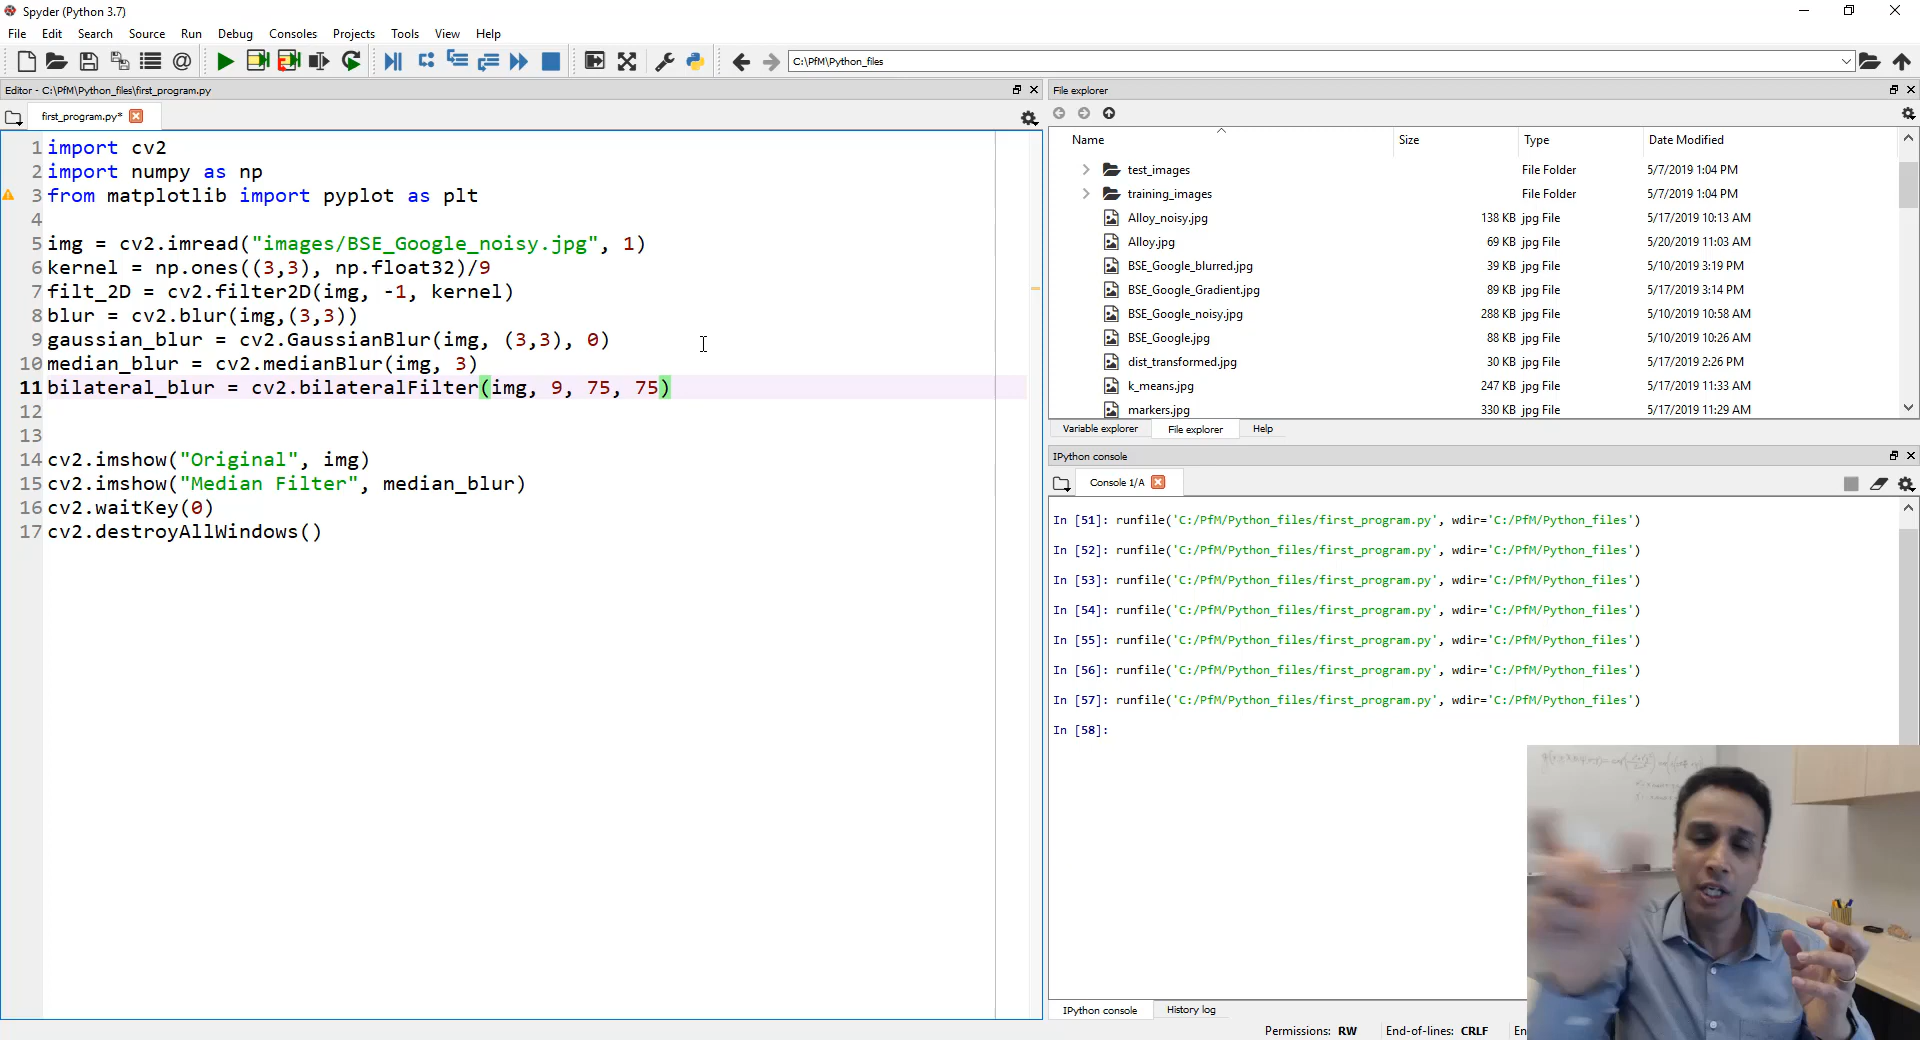 Spyder (Python 3.7)
File Edit Search Source Run Debug Consoles Projects Tools View Help
C:\PfM\Python_files
Editor - C:\PfM\Python_files\first_program.py
first_program.py*
1 import cv2
2 import numpy as np
3 from matplotlib import pyplot as plt
4
5 img = cv2.imread("images/BSE_Google_noisy.jpg", 1)
6 kernel = np.ones((3,3), np.float32)/9
7 filt_2D = cv2.filter2D(img, -1, kernel)
8 blur = cv2.blur(img,(3,3))
9 gaussian_blur = cv2.GaussianBlur(img, (3,3), 0)
10 median_blur = cv2.medianBlur(img, 3)
11 bilateral_blur = cv2.bilateralFilter(img, 9, 75, 75)
12
13
14 cv2.imshow("Original", img)
15 cv2.imshow("Median Filter", median_blur)
16 cv2.waitKey(0)
17 cv2.destroyAllWindows()
File explorer
Name Size Type Date Modified
test_images File Folder 5/7/2019 1:04 PM
training_images File Folder 5/7/2019 1:04 PM
Alloy_noisy.jpg 138 KB jpg File 5/17/2019 10:13 AM
Alloy.jpg 69 KB jpg File 5/20/2019 11:03 AM
BSE_Google_blurred.jpg 39 KB jpg File 5/10/2019 3:19 PM
BSE_Google_Gradient.jpg 89 KB jpg File 5/17/2019 3:14 PM
BSE_Google_noisy.jpg 288 KB jpg File 5/17/2019 10:58 AM
BSE_Google.jpg 88 KB jpg File 5/10/2019 10:26 AM
dist_transformed.jpg 30 KB jpg File 5/17/2019 2:26 PM
k_means.jpg 247 KB jpg File 5/17/2019 11:33 AM
markers.jpg 330 KB jpg File 5/17/2019 11:29 AM
Variable explorer File explorer Help
IPython console
Console 1/A
In [51]: runfile('C:/PfM/Python_files/first_program.py', wdir='C:/PfM/Python_files')
In [52]: runfile('C:/PfM/Python_files/first_program.py', wdir='C:/PfM/Python_files')
In [53]: runfile('C:/PfM/Python_files/first_program.py', wdir='C:/PfM/Python_files')
In [54]: runfile('C:/PfM/Python_files/first_program.py', wdir='C:/PfM/Python_files')
In [55]: runfile('C:/PfM/Python_files/first_program.py', wdir='C:/PfM/Python_files')
In [56]: runfile('C:/PfM/Python_files/first_program.py', wdir='C:/PfM/Python_files')
In [57]: runfile('C:/PfM/Python_files/first_program.py', wdir='C:/PfM/Python_files')
In [58]:
IPython console History log
Permissions: RW End-of-lines: CRLF En